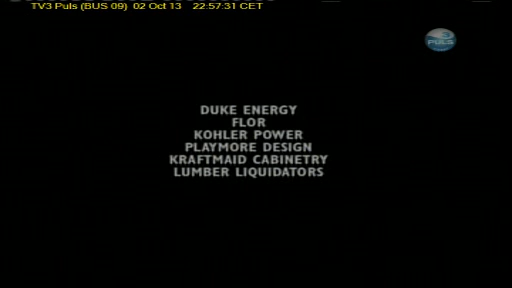 TV3 Puls (BUS 09) 02 Oct 13 22:57:31 CET
3
PULS
DUKE ENERGY
FLOR
KOHLER POWER
PLAYMORE DESIGN
KRAFTMAID CABINETRY
LUMBER LIQUIDATORS